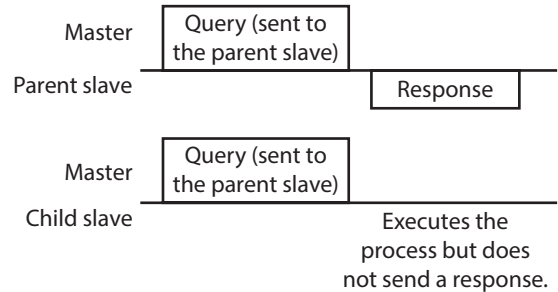 Master
Query (sent to
the parent slave)
Parent slave
Response
Master
Query (sent to
the parent slave)
Child slave
Executes the
process but does
not send a response.